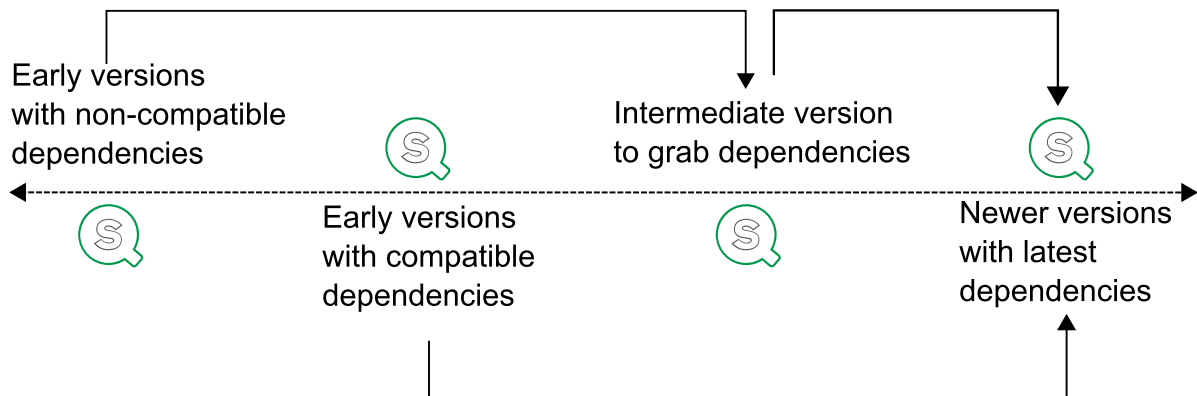 Early versions
with non-compatible
dependencies
S
Intermediate version
to grab dependencies
S
S
Early versions
with compatible
dependencies
S
Newer versions
with latest
dependencies